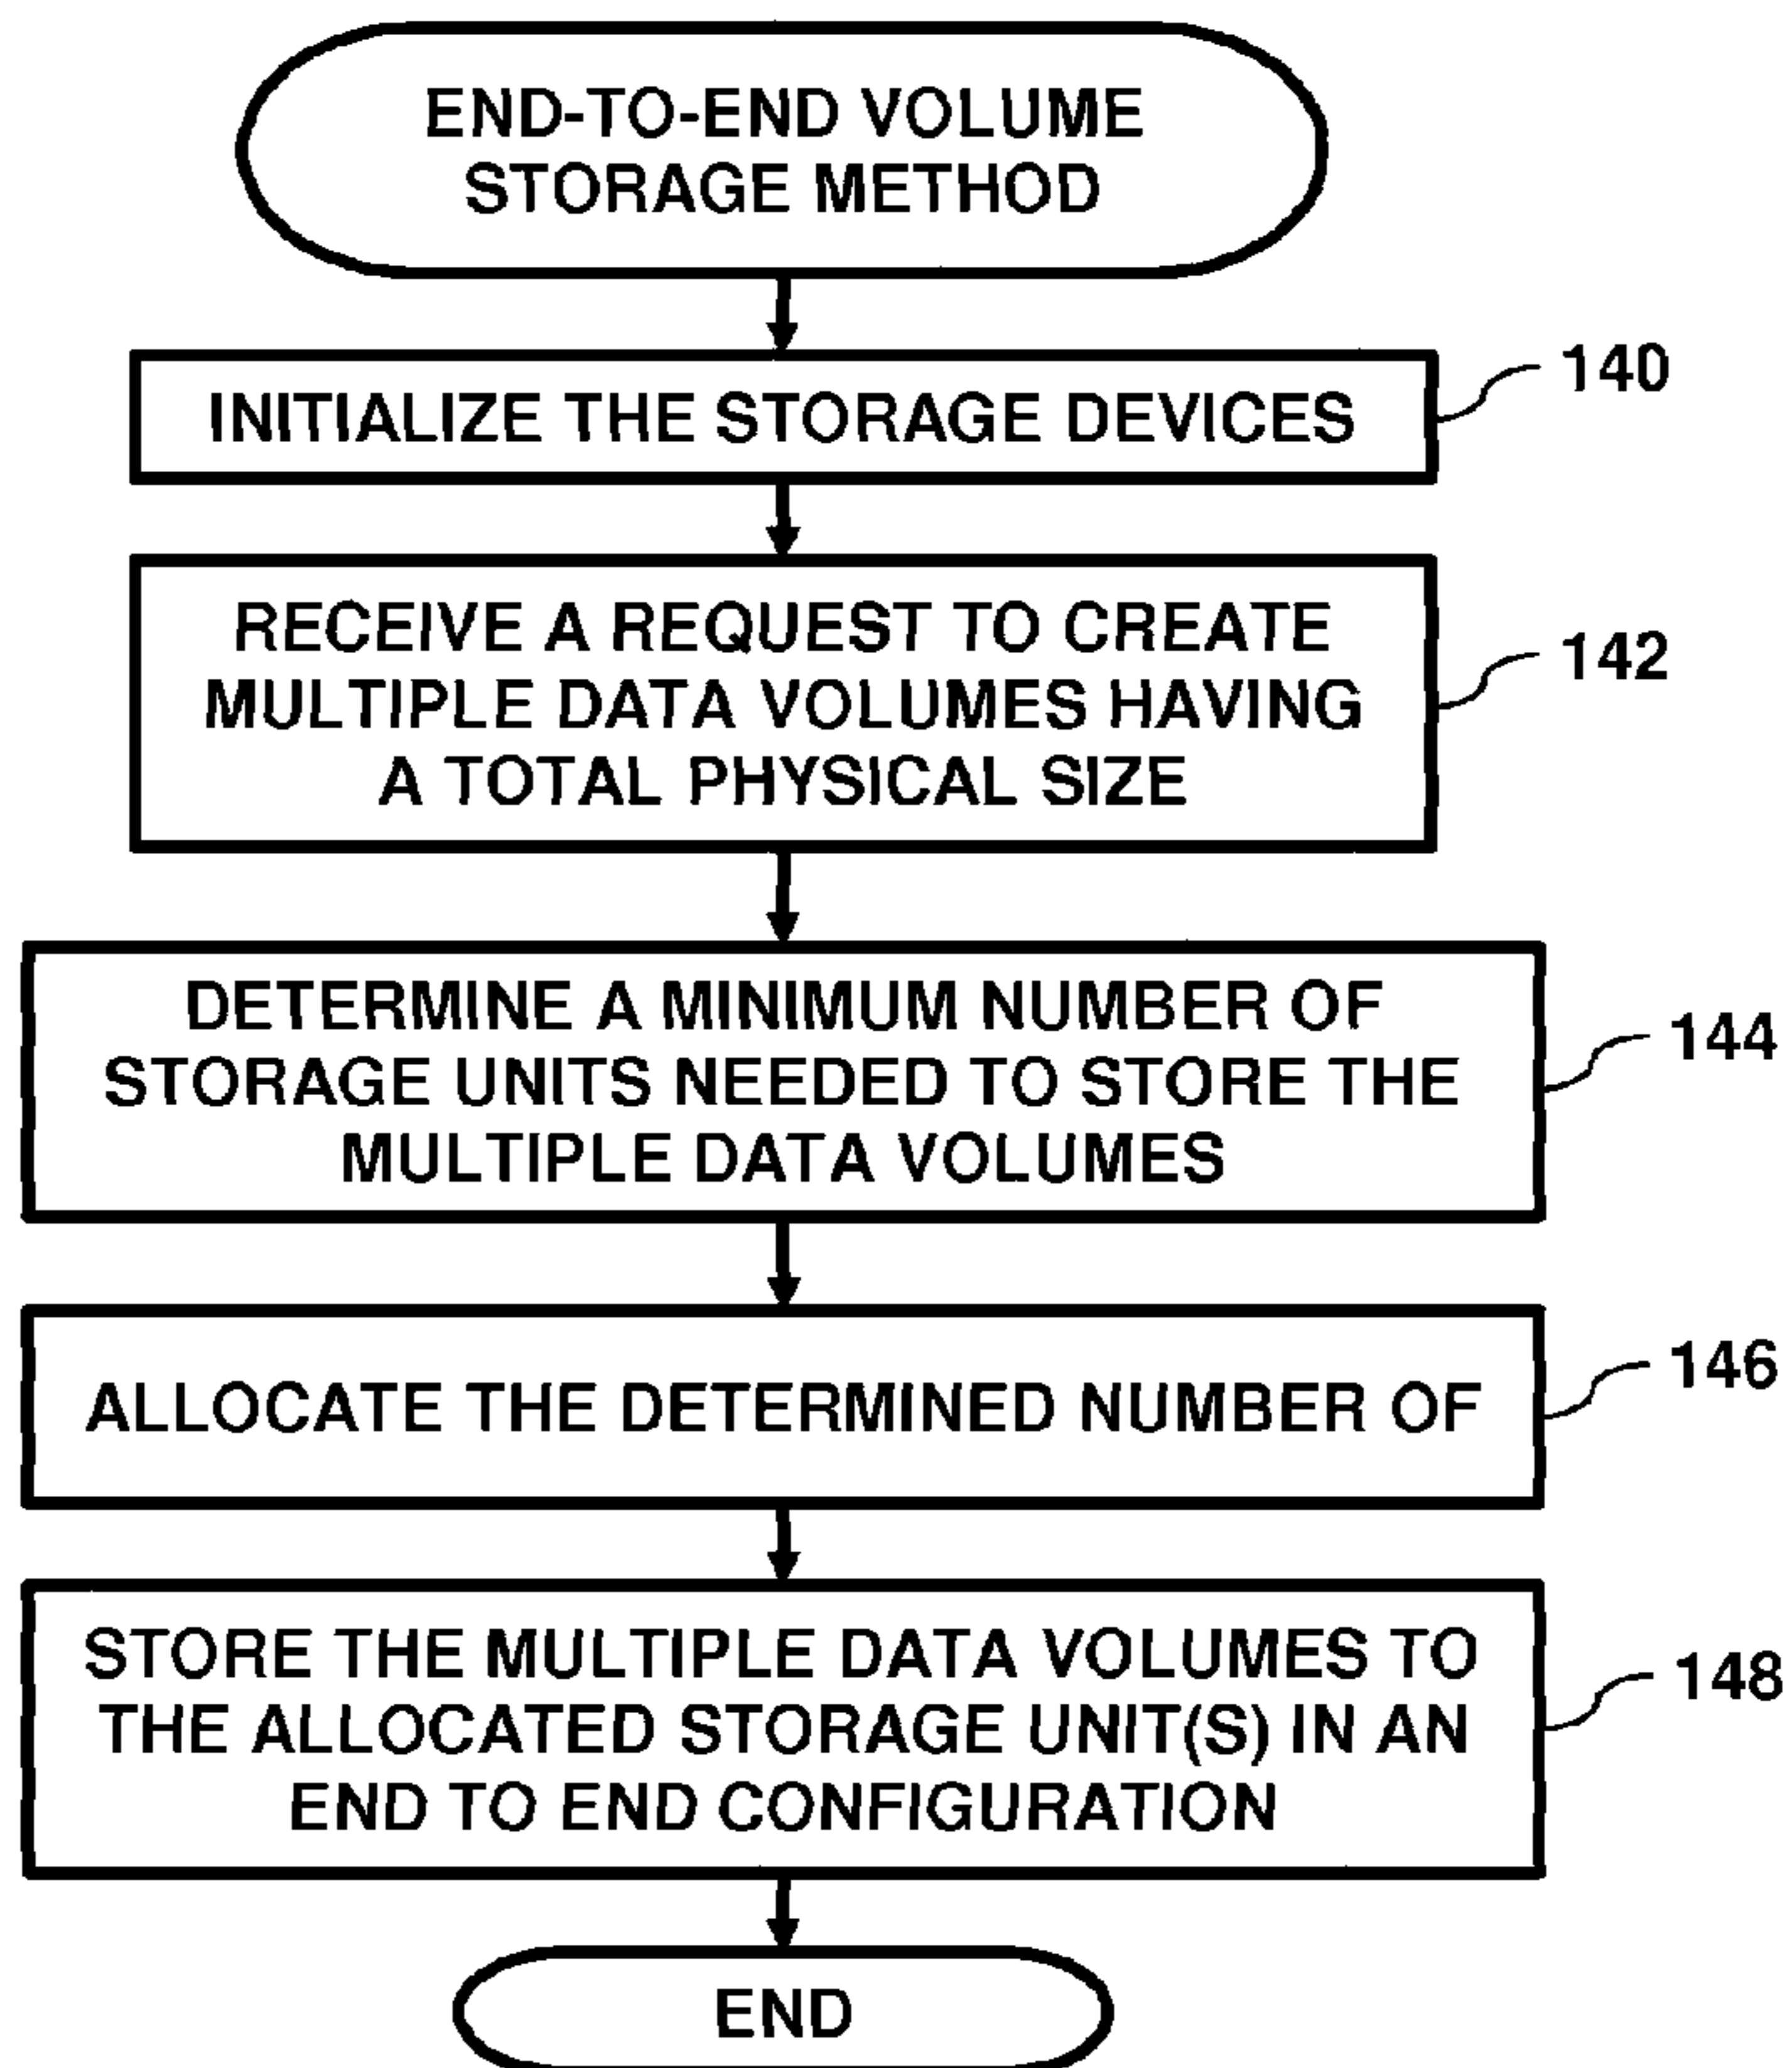 END-TO-END VOLUME
STORAGE METHOD
INITIALIZE THE STORAGE DEVICES
140
RECEIVE A REQUEST TO CREATE
MULTIPLE DATA VOLUMES HAVING
A TOTAL PHYSICAL SIZE
142
DETERMINE A MINIMUM NUMBER OF
STORAGE UNITS NEEDED TO STORE THE
MULTIPLE DATA VOLUMES
144
ALLOCATE THE DETERMINED NUMBER OF
146
STORE THE MULTIPLE DATA VOLUMES TO
THE ALLOCATED STORAGE UNIT(S) IN AN
END TO END CONFIGURATION
148
END